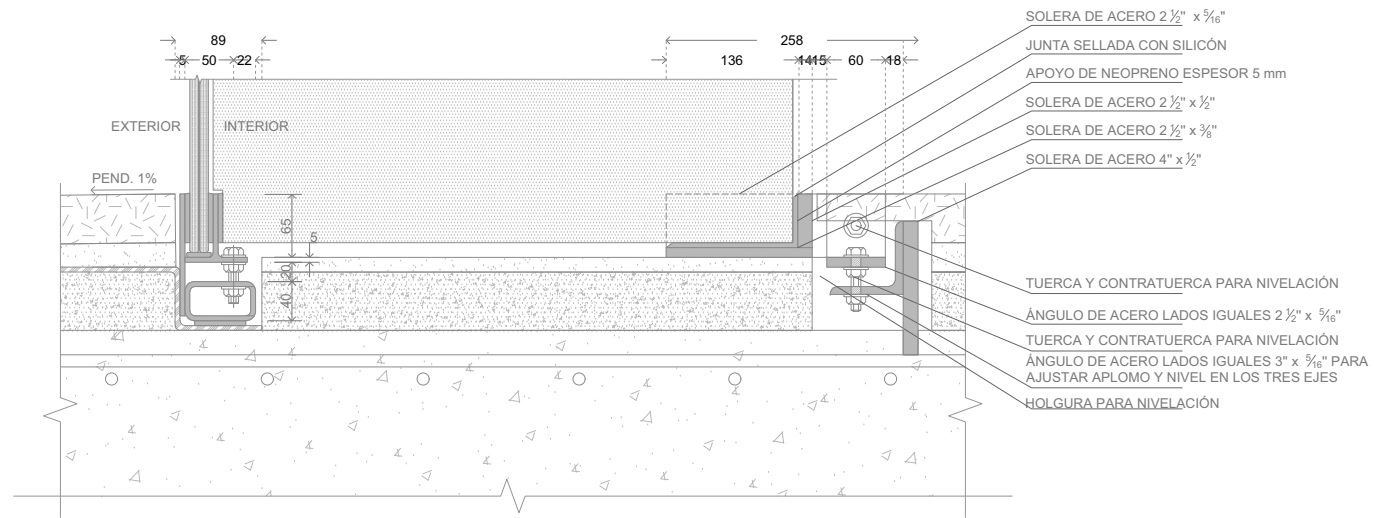 SOLERA DE ACERO 2 ½" x 5⁄16"
89
258
JUNTA SELLADA CON SILICÓN
5 50 22
136 14 15 60 18
APOYO DE NEOPRENO ESPESOR 5 mm
SOLERA DE ACERO 2 ½" x ½"
EXTERIOR INTERIOR
SOLERA DE ACERO 2 ½" x ⅜"
SOLERA DE ACERO 4" x ½"
PEND. 1%
65
5
20
40
TUERCA Y CONTRATUERCA PARA NIVELACIÓN
ÁNGULO DE ACERO LADOS IGUALES 2 ½" x 5⁄16"
TUERCA Y CONTRATUERCA PARA NIVELACIÓN
ÁNGULO DE ACERO LADOS IGUALES 3" x 5⁄16" PARA
AJUSTAR APLOMO Y NIVEL EN LOS TRES EJES
HOLGURA PARA NIVELACIÓN